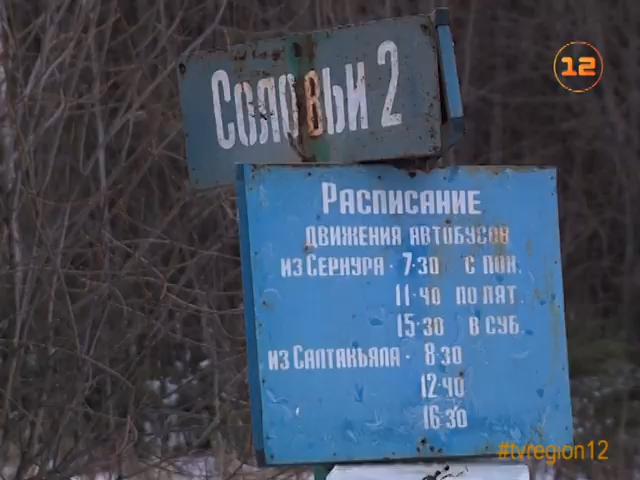 Соловьи 2
12
Расписание
движения автобусов
из Сернура - 7-30 с пон.
11-40 по пят.
15-30 в суб.
из Салтакъяла - 8-30
12-40
16-30
#tvregion12